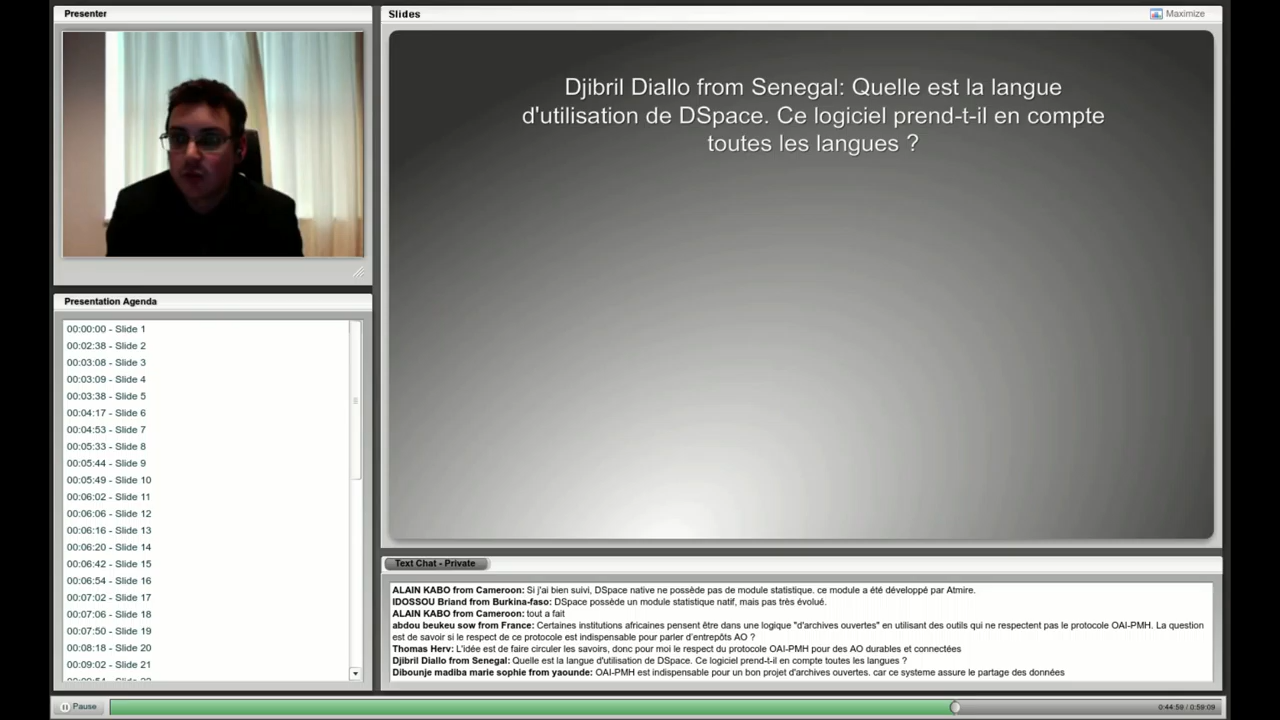 Presenter
Slides
Maximize
Djibril Diallo from Senegal: Quelle est la langue
d'utilisation de DSpace. Ce logiciel prend-t-il en compte
toutes les langues ?
Presentation Agenda
00:00:00 - Slide 1
00:02:38 - Slide 2
00:03:08 - Slide 3
00:03:09 - Slide 4
00:03:38 - Slide 5
00:04:17 - Slide 6
00:04:53 - Slide 7
00:05:33 - Slide 8
00:05:44 - Slide 9
00:05:49 - Slide 10
00:06:02 - Slide 11
00:06:06 - Slide 12
00:06:16 - Slide 13
00:06:20 - Slide 14
00:06:42 - Slide 15
00:06:54 - Slide 16
00:07:02 - Slide 17
00:07:06 - Slide 18
00:07:50 - Slide 19
00:08:18 - Slide 20
00:09:02 - Slide 21
Text Chat - Private
ALAIN KABO from Cameroon: Si j'ai bien suivi, DSpace native ne possède pas de module statistique. ce module a été développé par Atmire.
IDOSSOU Briand from Burkina-faso: DSpace possède un module statistique natif, mais pas très évolué.
ALAIN KABO from Cameroon: tout a fait
abdou beukeu sow from France: Certaines institutions africaines pensent être dans une logique "d'archives ouvertes" en utilisant des outils qui ne respectent pas le protocole OAI-PMH. La question
est de savoir si le respect de ce protocole est indispensable pour parler d'entrepôts AO ?
Thomas Herv: L'idée est de faire circuler les savoirs, donc pour moi le respect du protocole OAI-PMH pour des AO durables et connectées
Djibril Diallo from Senegal: Quelle est la langue d'utilisation de DSpace. Ce logiciel prend-t-il en compte toutes les langues ?
Dibounje madiba marie sophie from yaounde: OAI-PMH est indispensable pour un bon projet d'archives ouvertes. car ce systeme assure le partage des données
Pause
0:44:59 / 0:59:09